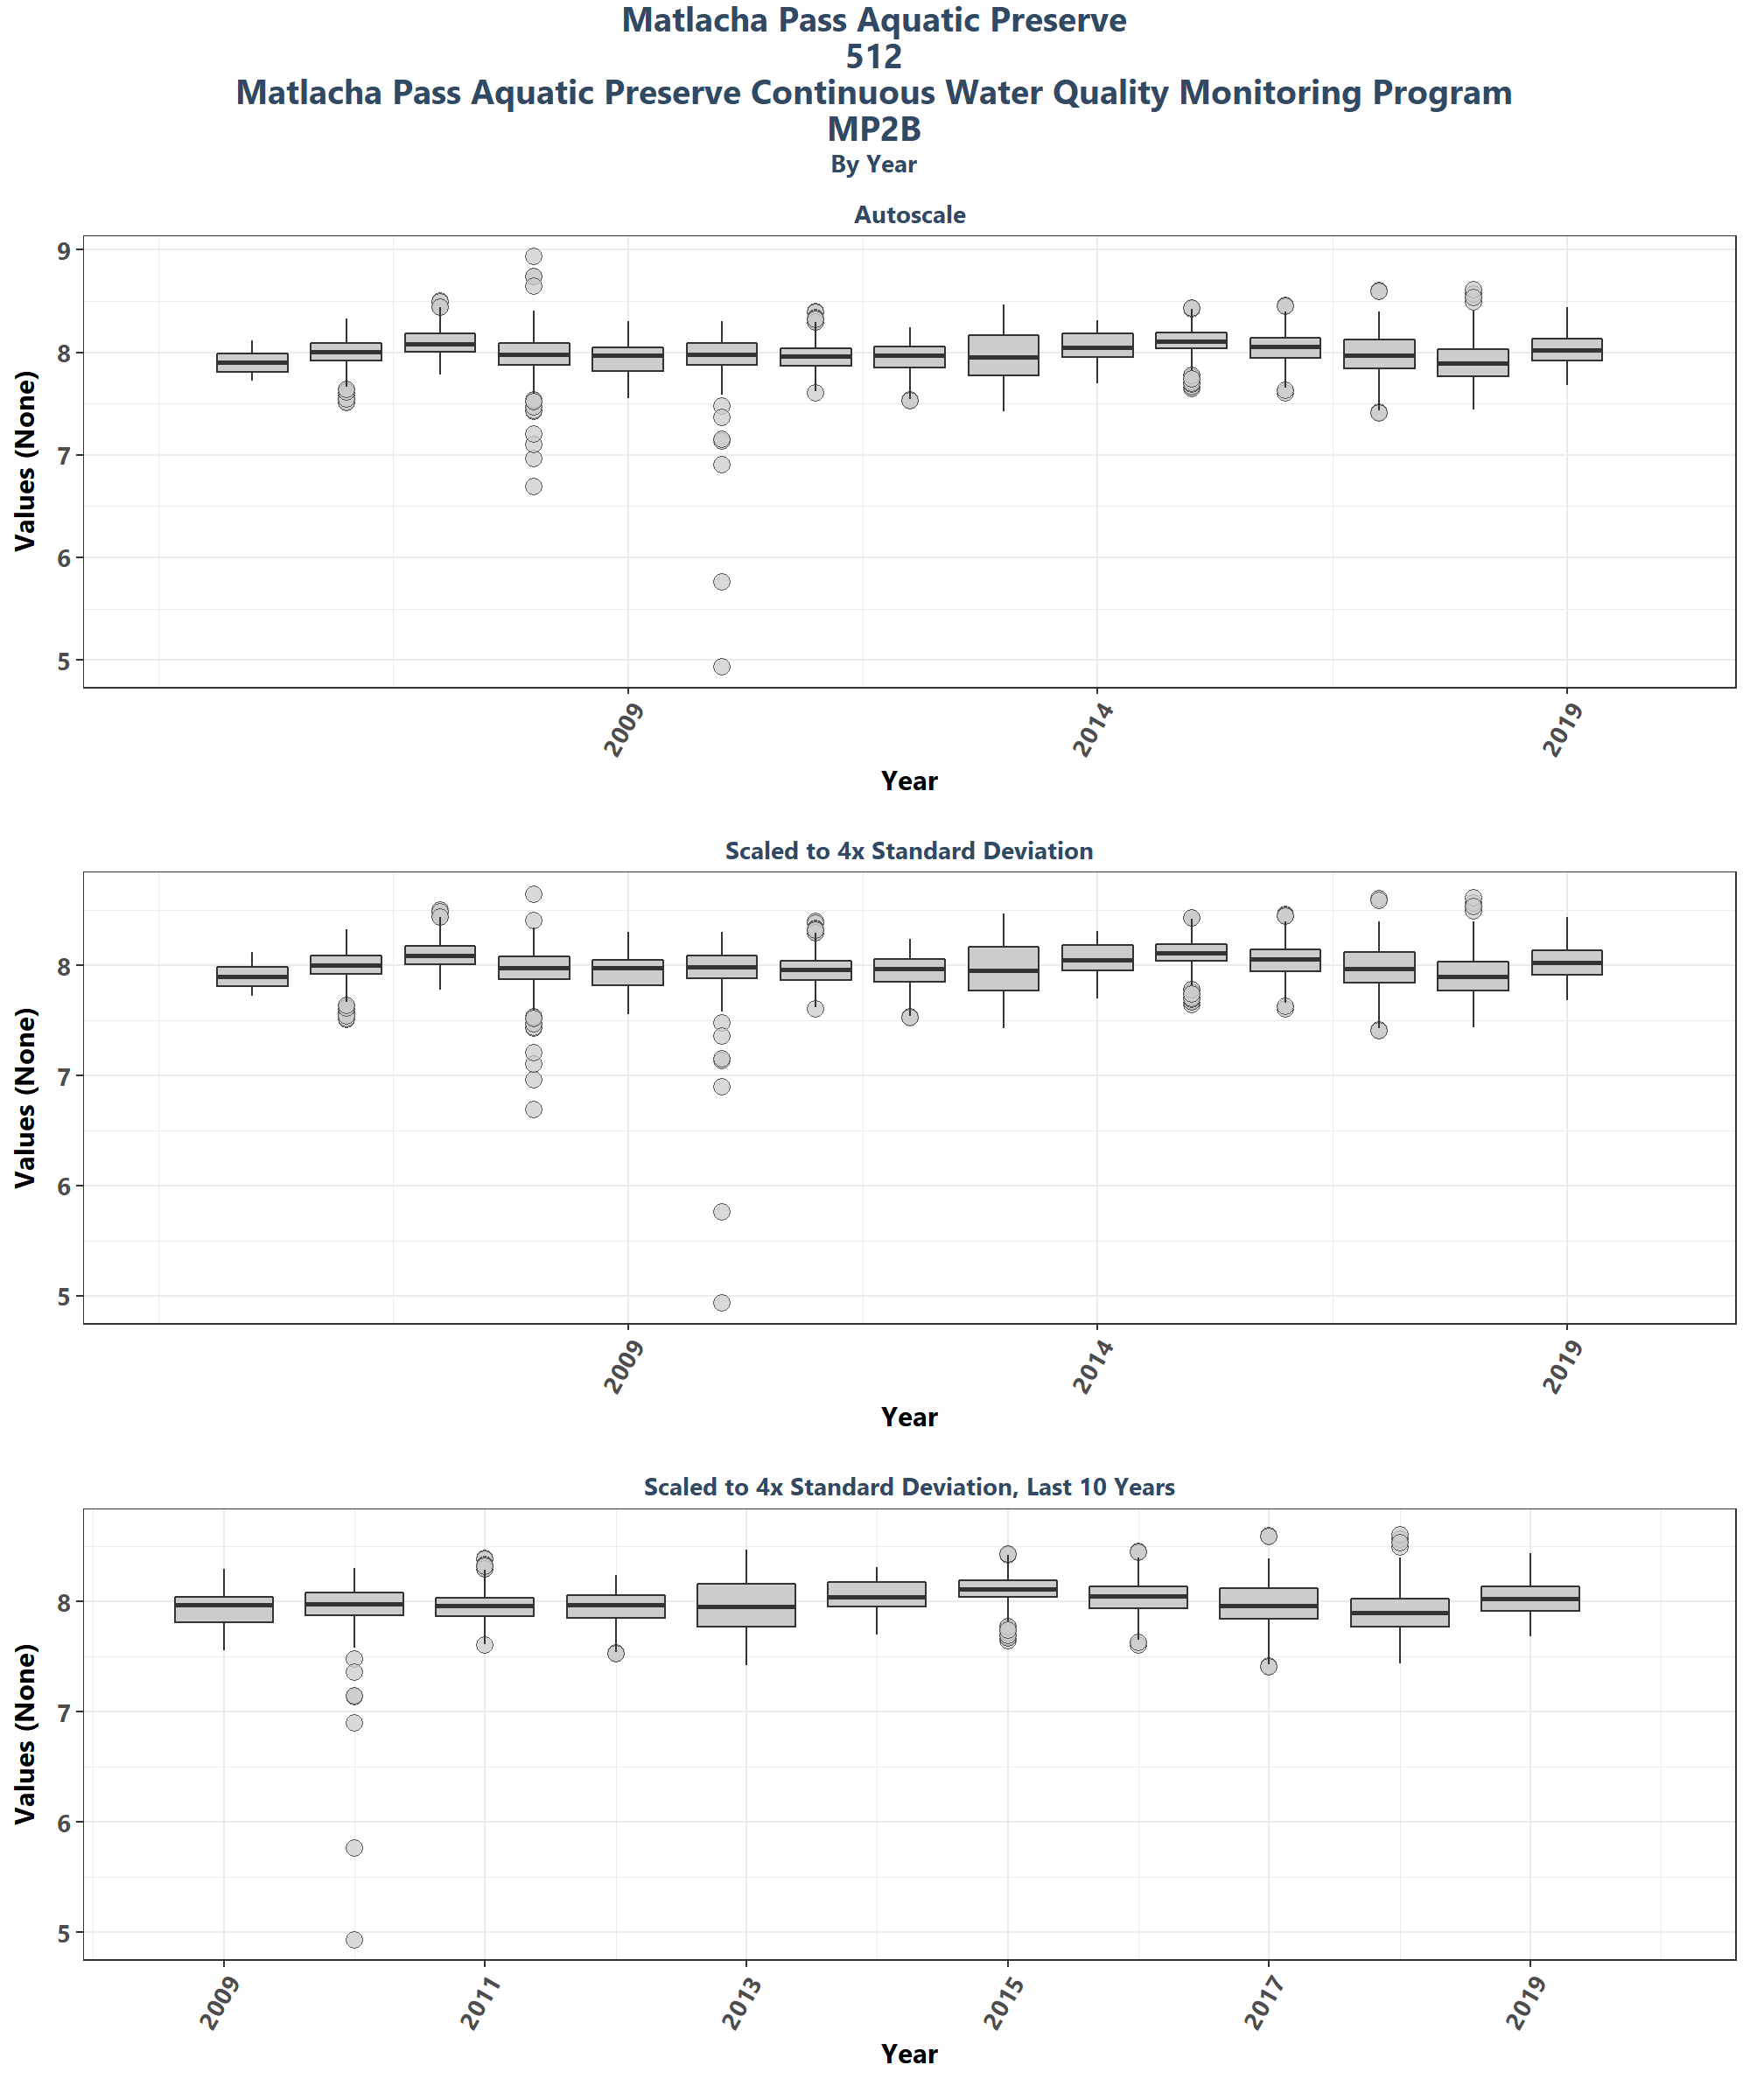 Matlacha Pass Aquatic Preserve
512
Matlacha Pass Aquatic Preserve Continuous Water Quality Monitoring Program
MP2B
By Year
Autoscale
Values (None)
9
8
7
6
5
2009
2014
2019
Year
Scaled to 4x Standard Deviation
Values (None)
8
7
6
5
2009
2014
2019
Year
Scaled to 4x Standard Deviation, Last 10 Years
Values (None)
8
7
6
5
2009
2011
2013
2015
2017
2019
Year